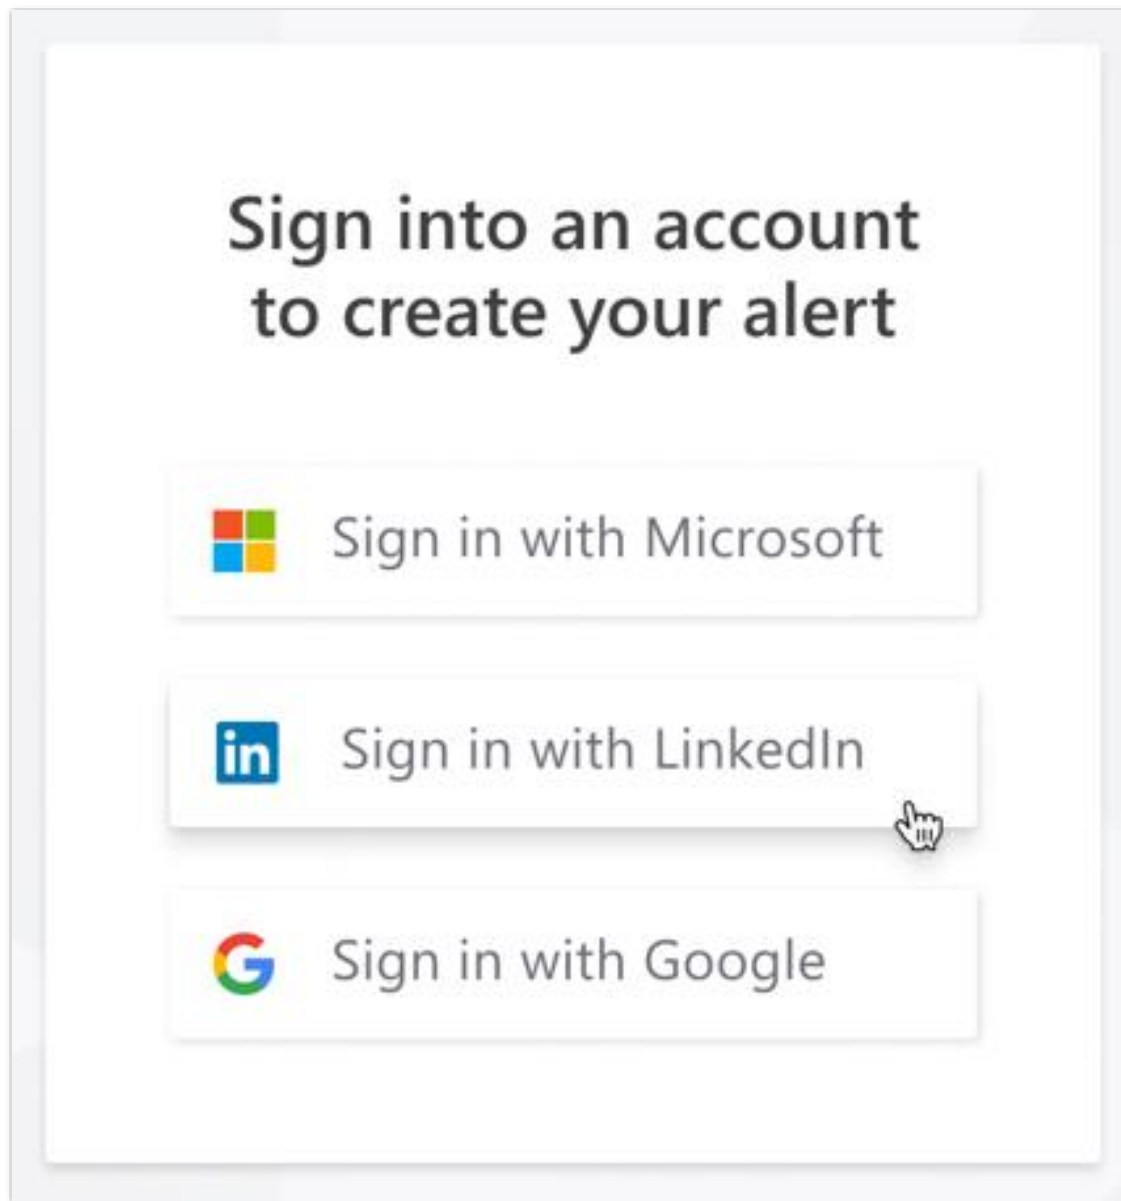 Sign into an account
to create your alert
Sign in with Microsoft
in
Sign in with LinkedIn
G
Sign in with Google